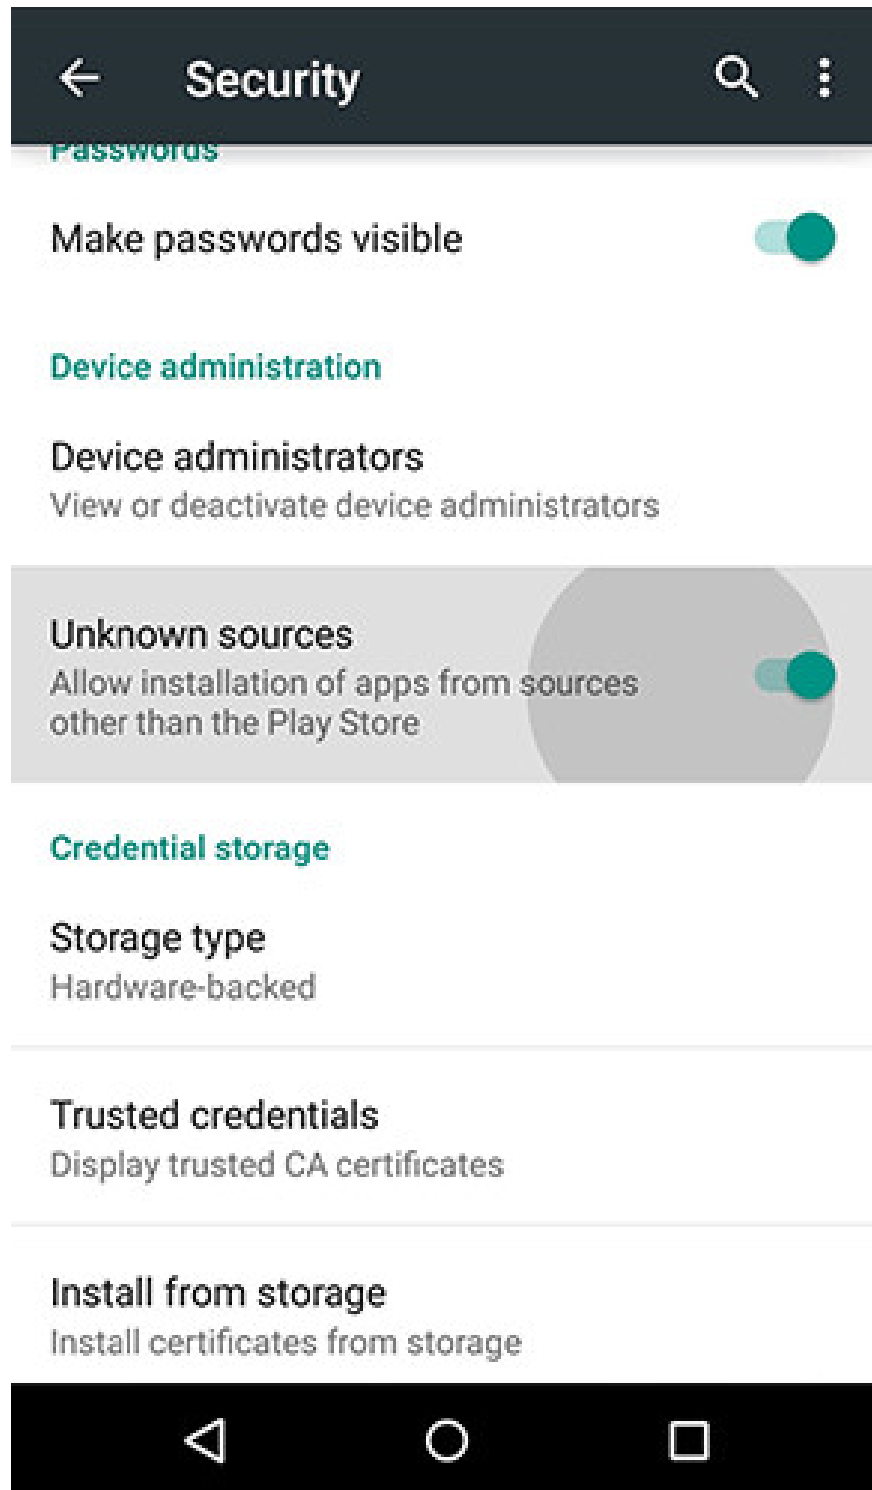 Security
Passwords
Make passwords visible
Device administration
Device administrators
View or deactivate device administrators
Unknown sources
Allow installation of apps from sources
other than the Play Store
Credential storage
Storage type
Hardware-backed
Trusted credentials
Display trusted CA certificates
Install from storage
Install certificates from storage